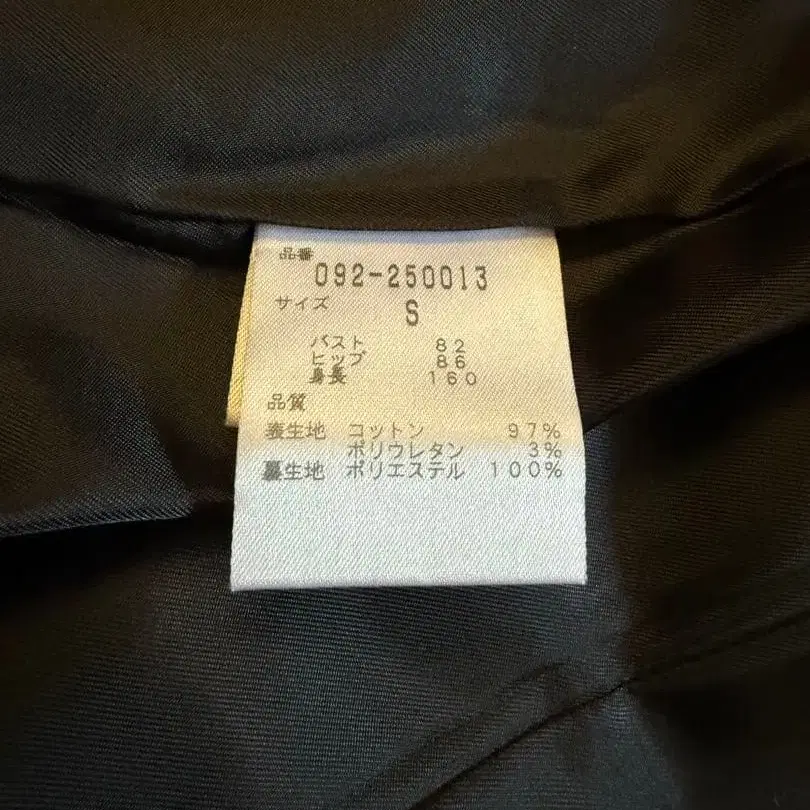 品番
092-250013
サイズ S
バスト 82
ヒップ 86
身長 160
品質
表生地 コットン 97%
ポリウレタン 3%
裏生地 ポリエステル 100%